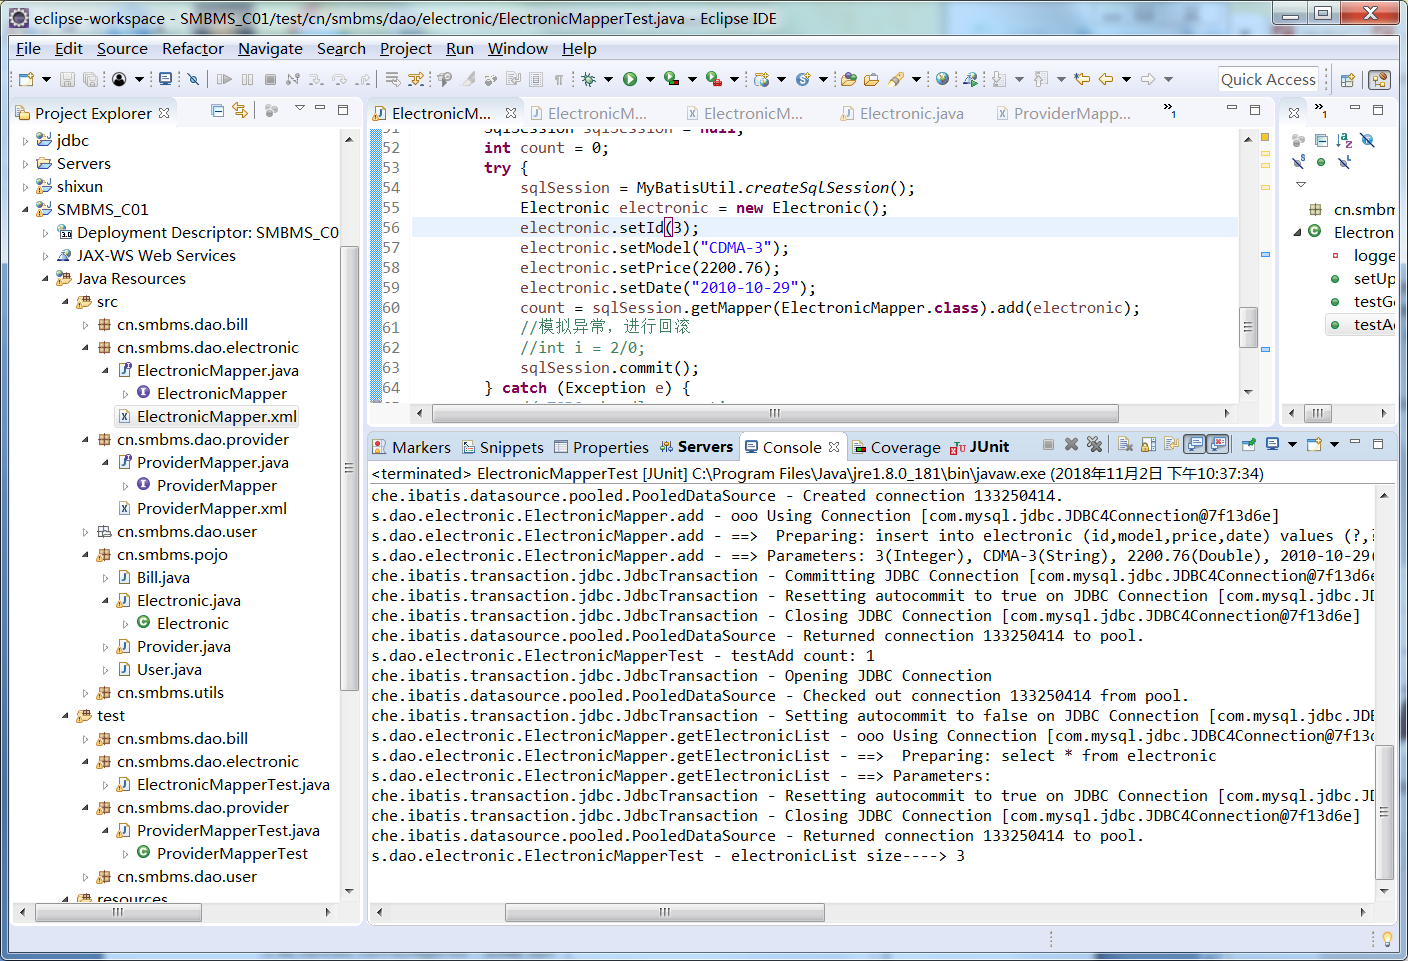 eclipse-workspace - SMBMS_C01/test/cn/smbms/dao/electronic/ElectronicMapperTest.java - Eclipse IDE
File Edit Source Refactor Navigate Search Project Run Window Help
Quick Access
Project Explorer
jdbc
Servers
shixun
SMBMS_C01
Deployment Descriptor: SMBMS_C0
JAX-WS Web Services
Java Resources
src
cn.smbms.dao.bill
cn.smbms.dao.electronic
ElectronicMapper.java
ElectronicMapper
ElectronicMapper.xml
cn.smbms.dao.provider
ProviderMapper.java
ProviderMapper
ProviderMapper.xml
cn.smbms.dao.user
cn.smbms.pojo
Bill.java
Electronic.java
Electronic
Provider.java
User.java
cn.smbms.utils
test
cn.smbms.dao.bill
cn.smbms.dao.electronic
ElectronicMapperTest.java
cn.smbms.dao.provider
ProviderMapperTest.java
ProviderMapperTest
cn.smbms.dao.user
resources
ElectronicM... ElectronicM... ElectronicM... Electronic.java ProviderMapp... »1
51 SqlSession sqlSession = null;
52 int count = 0;
53 try {
54 sqlSession = MyBatisUtil.createSqlSession();
55 Electronic electronic = new Electronic();
56 electronic.setId(3);
57 electronic.setModel("CDMA-3");
58 electronic.setPrice(2200.76);
59 electronic.setDate("2010-10-29");
60 count = sqlSession.getMapper(ElectronicMapper.class).add(electronic);
61 //模拟异常，进行回滚
62 //int i = 2/0;
63 sqlSession.commit();
64 } catch (Exception e) {
»1
cn.smbm
Electron
logge
setUp
testGe
testAc
Markers Snippets Properties Servers Console Coverage JUnit
<terminated> ElectronicMapperTest [JUnit] C:\Program Files\Java\jre1.8.0_181\bin\javaw.exe (2018年11月2日 下午10:37:34)
che.ibatis.datasource.pooled.PooledDataSource - Created connection 133250414.
s.dao.electronic.ElectronicMapper.add - ooo Using Connection [com.mysql.jdbc.JDBC4Connection@7f13d6e]
s.dao.electronic.ElectronicMapper.add - ==>  Preparing: insert into electronic (id,model,price,date) values (?,
s.dao.electronic.ElectronicMapper.add - ==> Parameters: 3(Integer), CDMA-3(String), 2200.76(Double), 2010-10-29(
che.ibatis.transaction.jdbc.JdbcTransaction - Committing JDBC Connection [com.mysql.jdbc.JDBC4Connection@7f13d6e
che.ibatis.transaction.jdbc.JdbcTransaction - Resetting autocommit to true on JDBC Connection [com.mysql.jdbc.JD
che.ibatis.transaction.jdbc.JdbcTransaction - Closing JDBC Connection [com.mysql.jdbc.JDBC4Connection@7f13d6e]
che.ibatis.datasource.pooled.PooledDataSource - Returned connection 133250414 to pool.
s.dao.electronic.ElectronicMapperTest - testAdd count: 1
che.ibatis.transaction.jdbc.JdbcTransaction - Opening JDBC Connection
che.ibatis.datasource.pooled.PooledDataSource - Checked out connection 133250414 from pool.
che.ibatis.transaction.jdbc.JdbcTransaction - Setting autocommit to false on JDBC Connection [com.mysql.jdbc.JDB
s.dao.electronic.ElectronicMapper.getElectronicList - ooo Using Connection [com.mysql.jdbc.JDBC4Connection@7f13d
s.dao.electronic.ElectronicMapper.getElectronicList - ==>  Preparing: select * from electronic
s.dao.electronic.ElectronicMapper.getElectronicList - ==> Parameters:
che.ibatis.transaction.jdbc.JdbcTransaction - Resetting autocommit to true on JDBC Connection [com.mysql.jdbc.JD
che.ibatis.transaction.jdbc.JdbcTransaction - Closing JDBC Connection [com.mysql.jdbc.JDBC4Connection@7f13d6e]
che.ibatis.datasource.pooled.PooledDataSource - Returned connection 133250414 to pool.
s.dao.electronic.ElectronicMapperTest - electronicList size----> 3